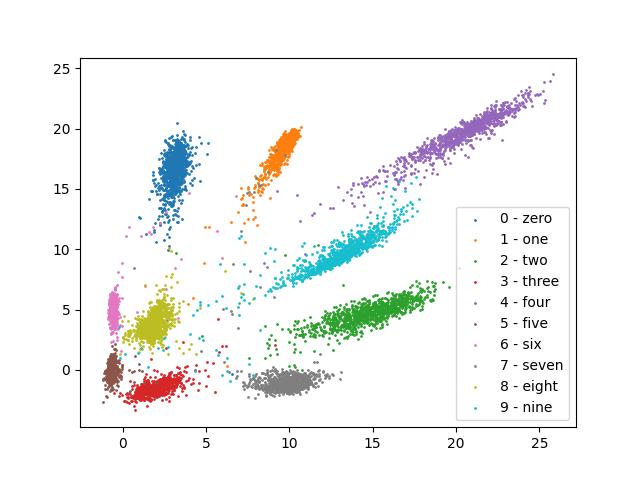 25
20
15
10
5
0
0 5 10 15 20 25
0 - zero
1 - one
2 - two
3 - three
4 - four
5 - five
6 - six
7 - seven
8 - eight
9 - nine